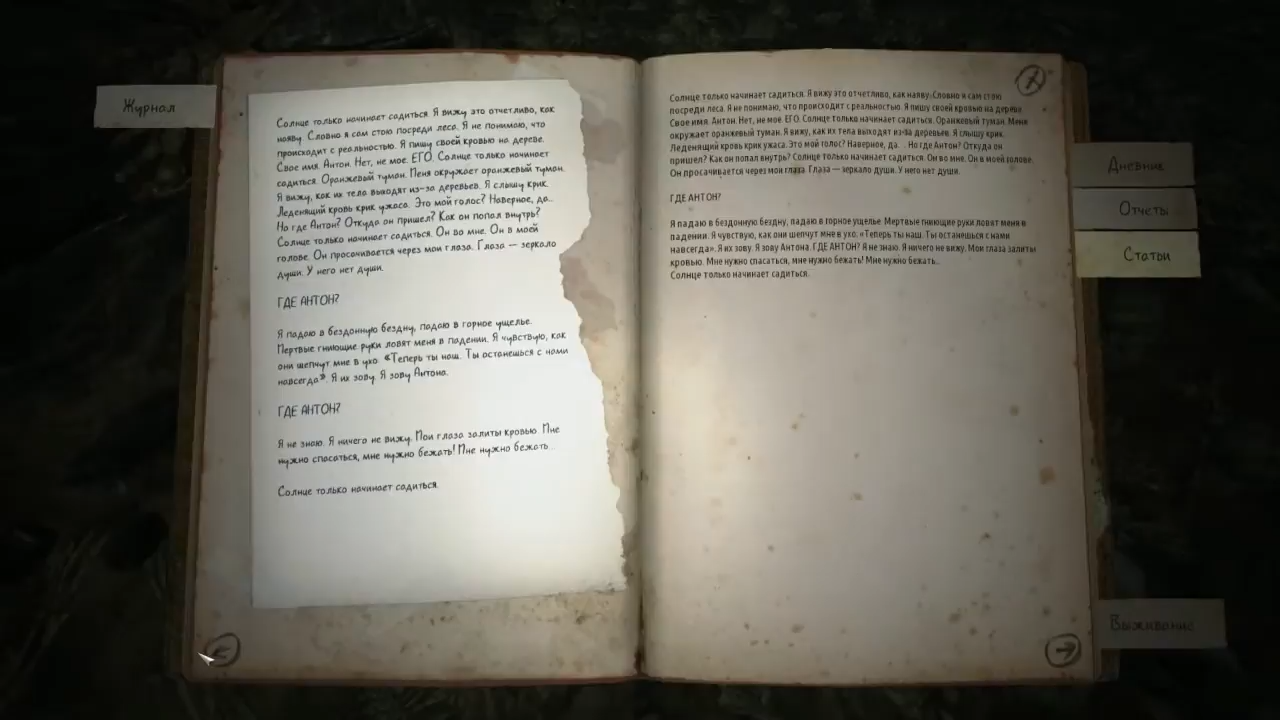 Журнал
Солнце только начинает садиться. Я вижу это отчетливо, как
наяву. Словно я сам стою посреди леса. Я не понимаю, что
происходит с реальностью. Я пишу своей кровью на дереве.
Свое имя. Антон. Нет, не мое. ЕГО. Солнце только начинает
садиться. Оранжевый туман. Меня окружает оранжевый туман.
Я вижу, как их тела выходят из-за деревьев. Я слышу крик.
Леденящий кровь крик ужаса. Это мой голос? Наверное, да...
Но где Антон? Откуда он пришел? Как он попал внутрь?
Солнце только начинает садиться. Он во мне. Он в моей
голове. Он просачивается через мои глаза. Глаза — зеркало
души. У него нет души.
ГДЕ АНТОН?
Я падаю в бездонную бездну, падаю в горное ущелье.
Мертвые гниющие руки ловят меня в падении. Я чувствую, как
они шепчут мне в ухо: «Теперь ты наш. Ты останешься с нами
навсегда». Я их зову. Я зову Антона.
ГДЕ АНТОН?
Я не знаю. Я ничего не вижу. Мои глаза залиты кровью. Мне
нужно спасаться, мне нужно бежать! Мне нужно бежать...
Солнце только начинает садиться.
Солнце только начинает садиться. Я вижу это отчетливо, как наяву. Словно я сам стою
посреди леса. Я не понимаю, что происходит с реальностью. Я пишу своей кровью на дереве.
Свое имя. Антон. Нет, не мое. ЕГО. Солнце только начинает садиться. Оранжевый туман. Меня
окружает оранжевый туман. Я вижу, как их тела выходят из-за деревьев. Я слышу крик.
Леденящий кровь крик ужаса. Это мой голос? Наверное, да... Но где Антон? Откуда он
пришел? Как он попал внутрь? Солнце только начинает садиться. Он во мне. Он в моей голове.
Он просачивается через мои глаза. Глаза — зеркало души. У него нет души.
ГДЕ АНТОН?
Я падаю в бездонную бездну, падаю в горное ущелье. Мертвые гниющие руки ловят меня в
падении. Я чувствую, как они шепчут мне в ухо: «Теперь ты наш. Ты останешься с нами
навсегда». Я их зову. Я зову Антона. ГДЕ АНТОН? Я не знаю. Я ничего не вижу. Мои глаза залиты
кровью. Мне нужно спасаться, мне нужно бежать! Мне нужно бежать...
Солнце только начинает садиться.
Дневник
Отчеты
Статьи
Выживание